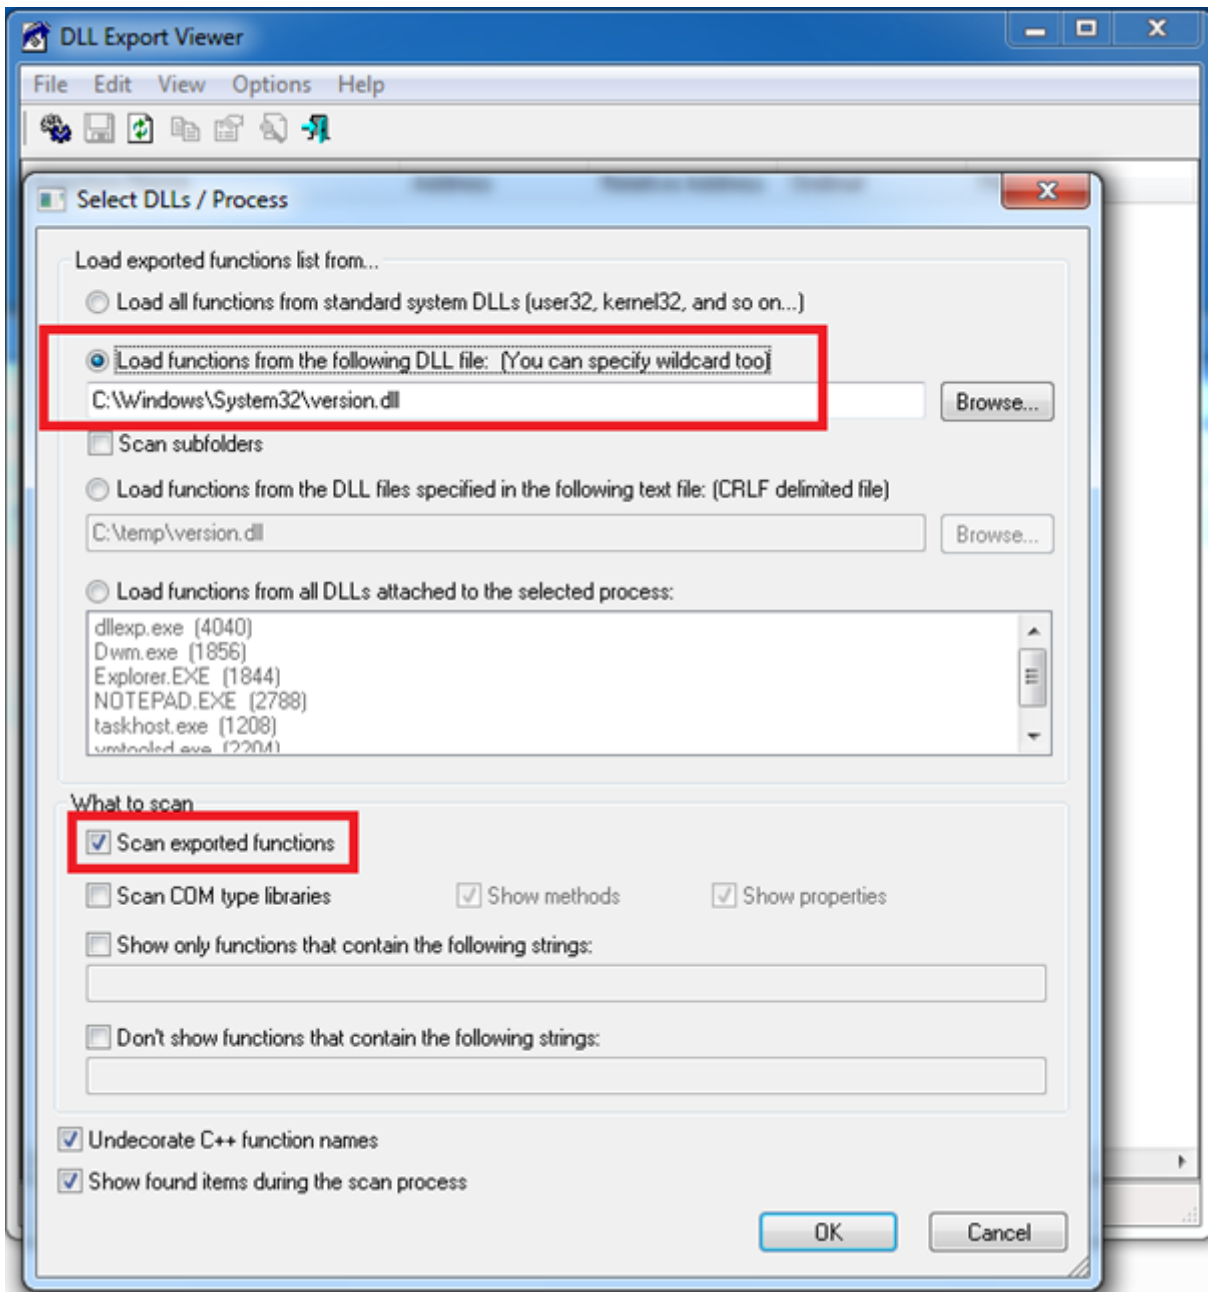 DLL Export Viewer
File Edit View Options Help
Select DLLs / Process
Load exported functions list from...
Load all functions from standard system DLLs (user32, kernel32, and so on...)
Load functions from the following DLL file: (You can specify wildcard too)
C:\Windows\System32\version.dll
Browse...
Scan subfolders
Load functions from the DLL files specified in the following text file: (CRLF delimited file)
C:\temp\version.dll
Browse...
Load functions from all DLLs attached to the selected process:
dllexp.exe (4040)
Dwm.exe (1856)
Explorer.EXE (1844)
NOTEPAD.EXE (2788)
taskhost.exe (1208)
vmtoolsd.exe (2204)
What to scan
Scan exported functions
Scan COM type libraries Show methods Show properties
Show only functions that contain the following strings:
Don't show functions that contain the following strings:
Undecorate C++ function names
Show found items during the scan process
OK Cancel